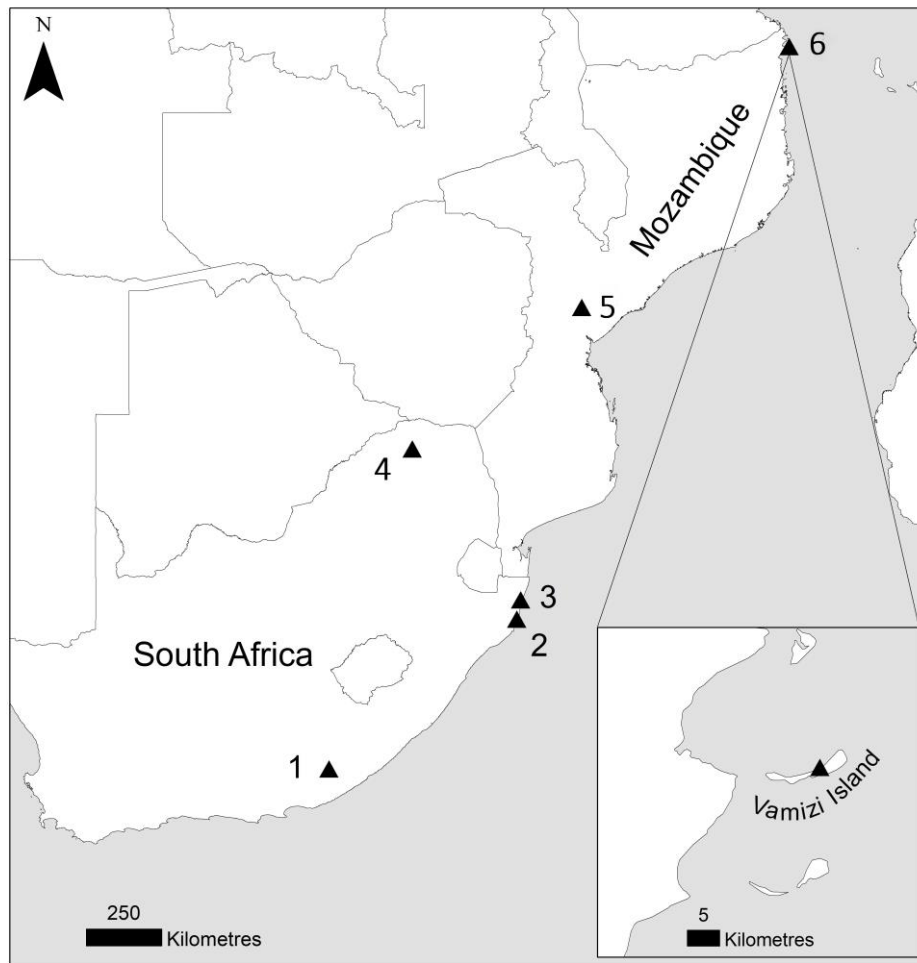 N
6
Mozambique
5
4
3
2
South Africa
1
Vamizi Island
250
Kilometres
5
Kilometres